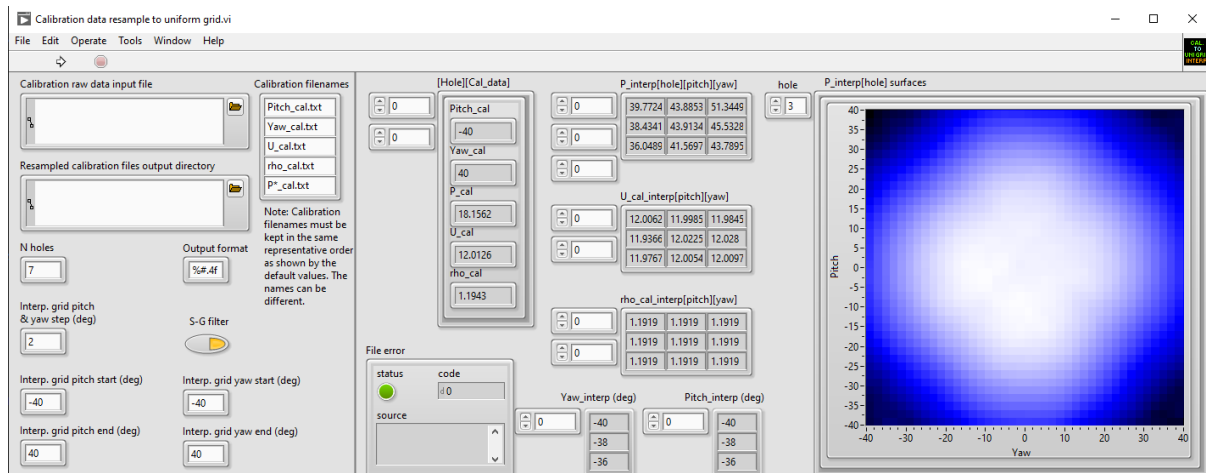 Calibration data resample to uniform grid.vi
File Edit Operate Tools Window Help
CAL
TO
UNIGRID
INTERP
Calibration raw data input file
Calibration filenames
Pitch_cal.txt
Yaw_cal.txt
U_cal.txt
rho_cal.txt
P*_cal.txt
Resampled calibration files output directory
Note: Calibration
filenames must be
kept in the same
representative order
as shown by the
default values. The
names can be
different.
N holes
7
Output format
%#.4f
Interp. grid pitch
& yaw step (deg)
2
S-G filter
Interp. grid pitch start (deg)
-40
Interp. grid yaw start (deg)
-40
Interp. grid pitch end (deg)
40
Interp. grid yaw end (deg)
40
[Hole][Cal_data]
0
0
Pitch_cal
-40
Yaw_cal
40
P_cal
18.1562
U_cal
12.0126
rho_cal
1.1943
File error
status
code
d 0
source
P_interp[hole][pitch][yaw]
0
0
0
39.7724 43.8853 51.3449
38.4341 43.9134 45.5328
36.0489 41.5697 43.7895
U_cal_interp[pitch][yaw]
0
0
12.0062 11.9985 11.9845
11.9366 12.0225 12.028
11.9767 12.0054 12.0097
rho_cal_interp[pitch][yaw]
0
0
1.1919 1.1919 1.1919
1.1919 1.1919 1.1919
1.1919 1.1919 1.1919
Yaw_interp (deg)
0
-40
-38
-36
Pitch_interp (deg)
0
-40
-38
-36
hole
3
P_interp[hole] surfaces
Pitch
40
35
30
25
20
15
10
5
0
-5
-10
-15
-20
-25
-30
-35
-40
-40 -30 -20 -10 0 10 20 30 40
Yaw